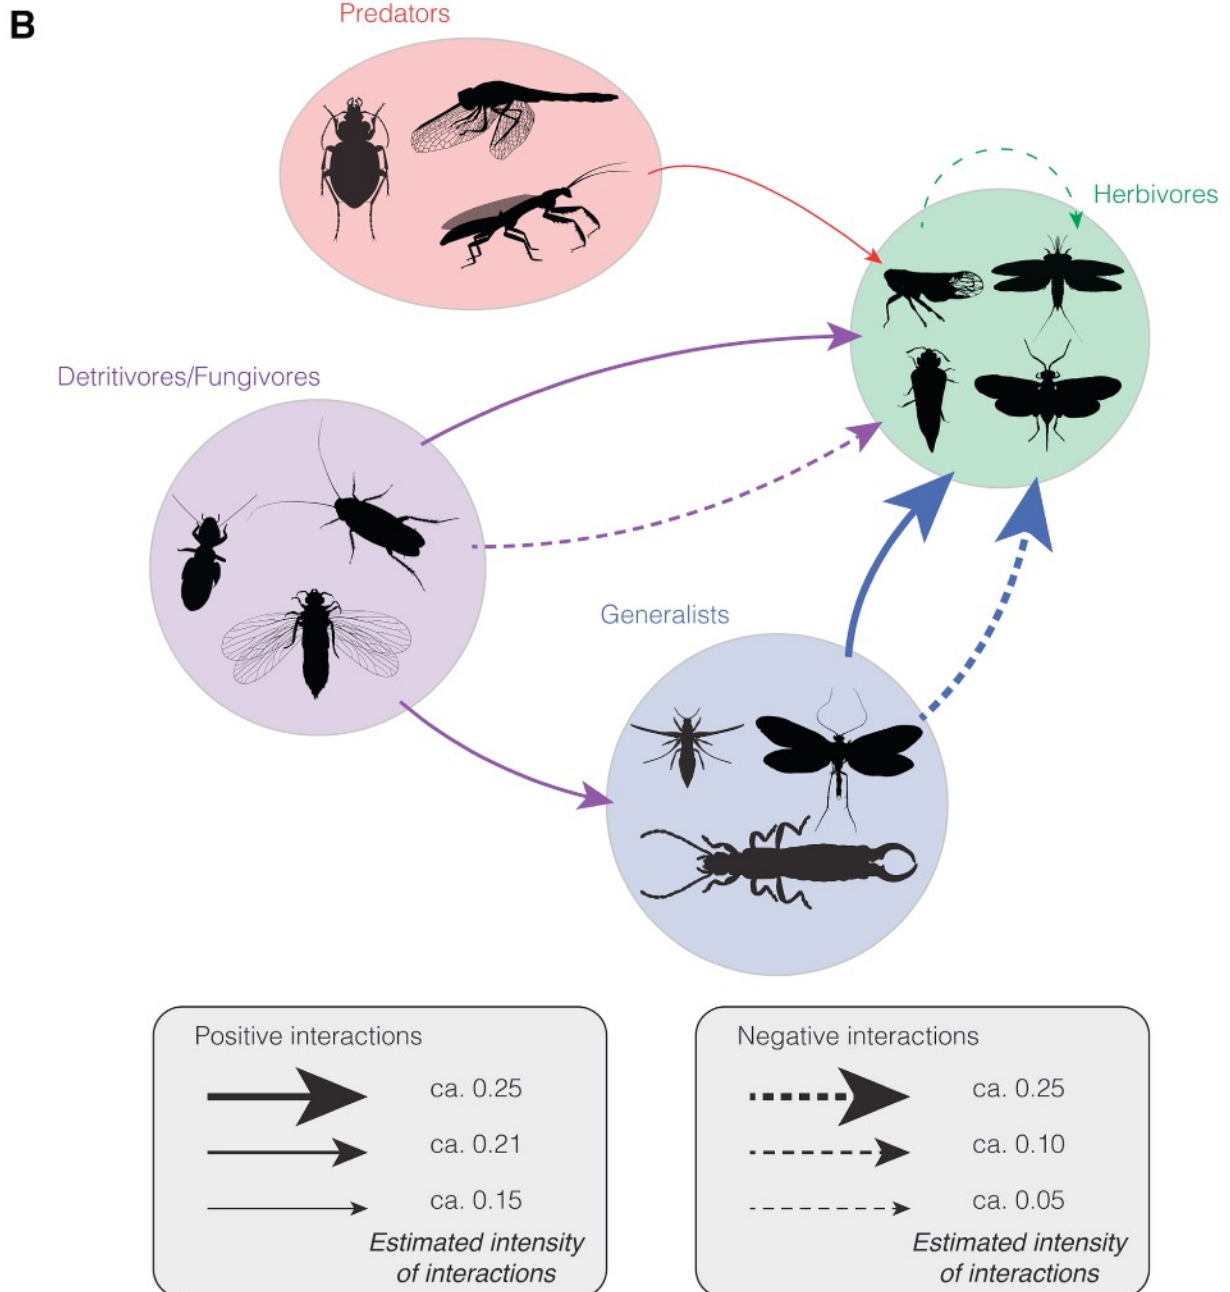 B
Predators
Herbivores
Detritivores/Fungivores
Generalists
Positive interactions
ca. 0.25
ca. 0.21
ca. 0.15
Estimated intensity
of interactions
Negative interactions
ca. 0.25
ca. 0.10
ca. 0.05
Estimated intensity
of interactions